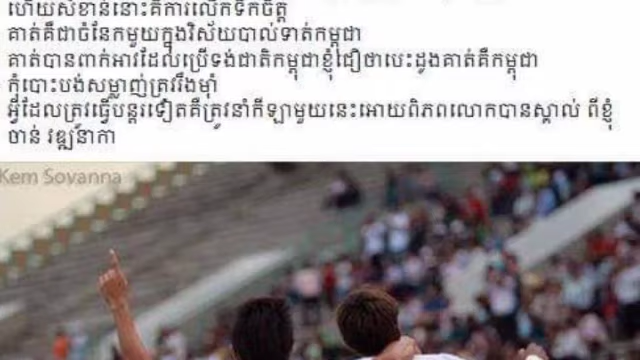 ហើយសំខាន់នោះគឺការលើកទឹកចិត្ត
គាត់គឺជាចំនែកមួយក្នុងវិស័យបាល់ទាត់កម្ពុជា
គាត់បានពាក់អាវដែលប្រើទង់ជាតិកម្ពុជាខ្ញុំជឿថាបេះដូងគាត់គឺកម្ពុជា
កុំបោះបង់សម្លាញ់ត្រូវរឹងមាំ
អ្វីដែលត្រូវធ្វើបន្តរទៀតគឺត្រូវនាំកីឡាមួយនេះអោយពិភពលោកបានស្គាល់ ពីខ្ញុំ
ចាន់ វឌ្ឍនាកា
Kem Sovanna